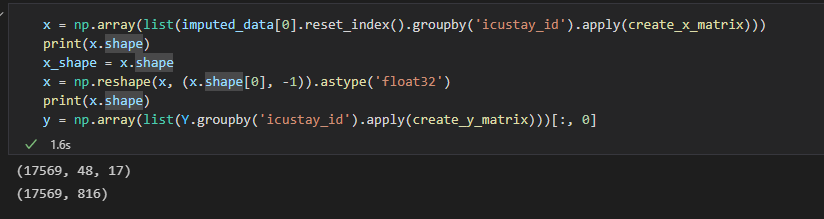 x = np.array(list(imputed_data[0].reset_index().groupby('icustay_id').apply(create_x_matrix)))
print(x.shape)
x_shape = x.shape
x = np.reshape(x, (x.shape[0], -1)).astype('float32')
print(x.shape)
y = np.array(list(Y.groupby('icustay_id').apply(create_y_matrix)))[:, 0]
✓ 1.6s
(17569, 48, 17)
(17569, 816)